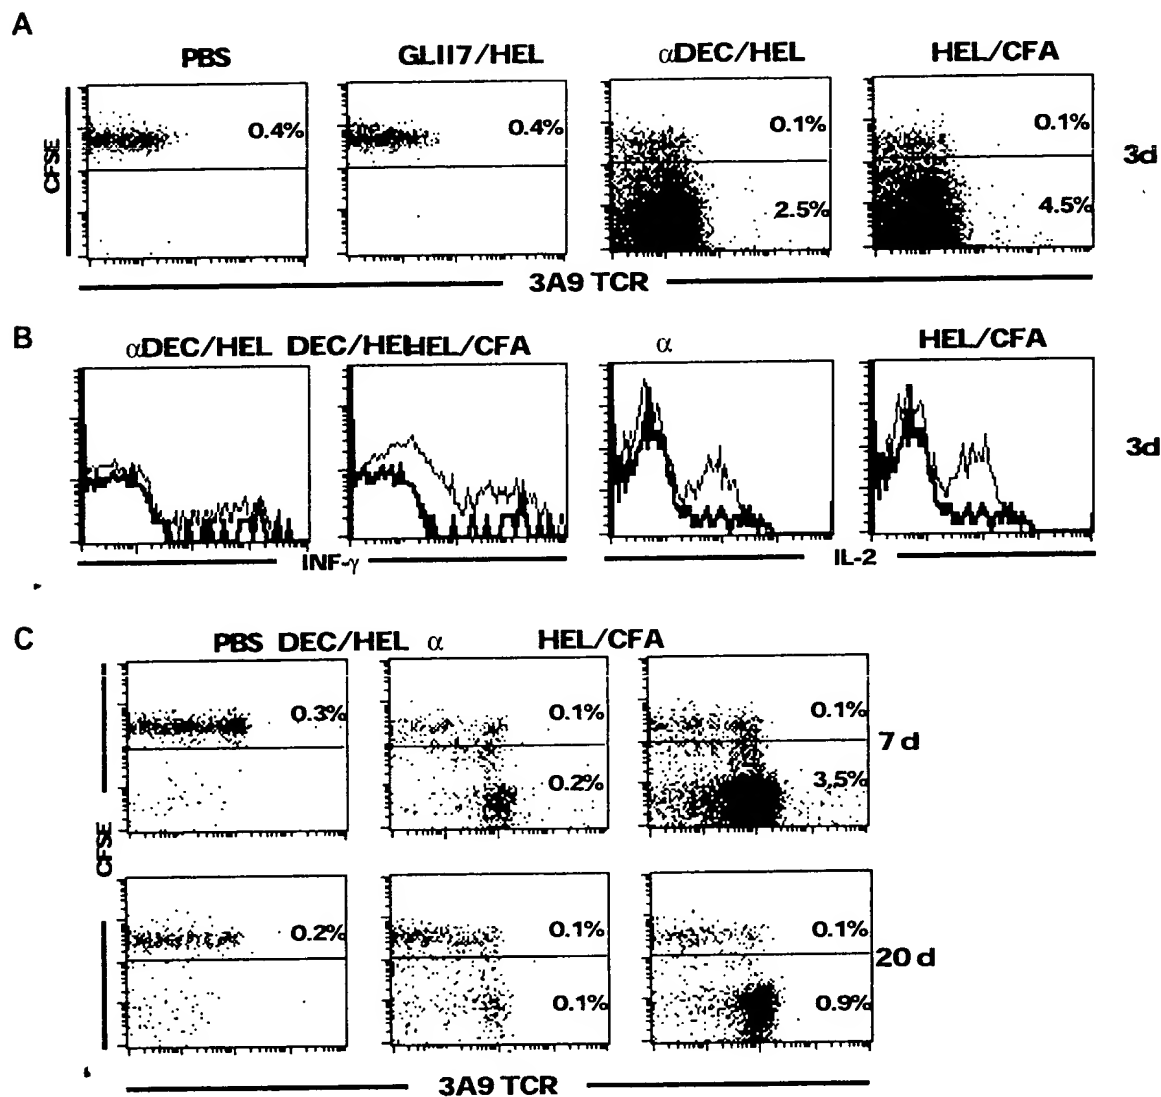 A
PBS GLII7/HEL αDEC/HEL HEL/CFA
CFSE
0.4% 0.4% 0.1% 0.1%
3d
2.5% 4.5%
3A9 TCR
B
αDEC/HEL DEC/HEL HEL/CFA α HEL/CFA
3d
INF-γ IL-2
C
PBS DEC/HEL α HEL/CFA
0.3% 0.1% 0.1%
7 d
0.2% 3.5%
CFSE
0.2% 0.1% 0.1%
20 d
0.1% 0.9%
3A9 TCR